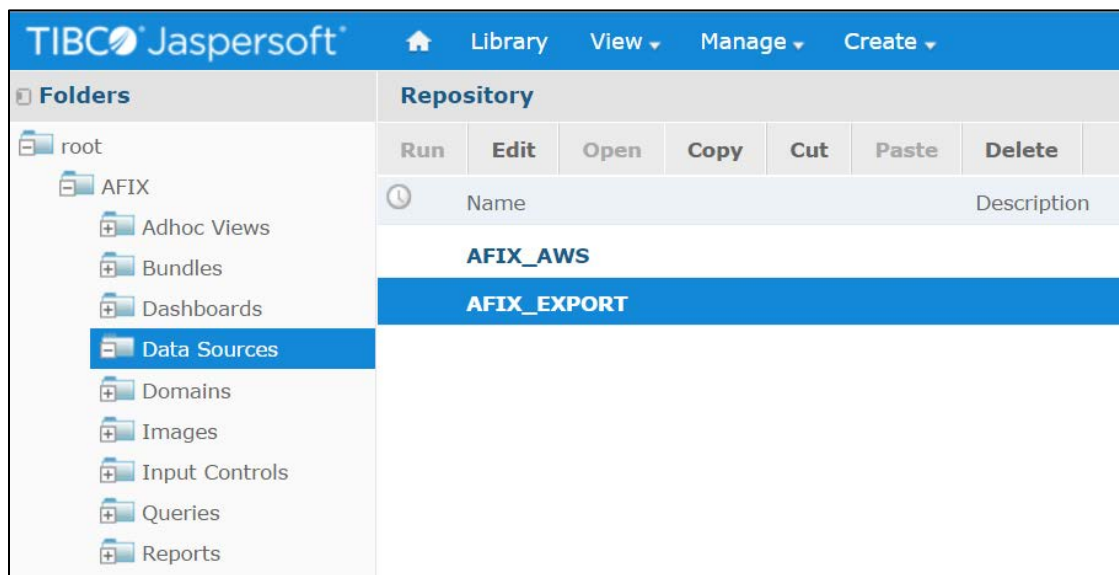 TIBCO Jaspersoft Library View Manage Create
Folders
root
AFIX
Adhoc Views
Bundles
Dashboards
Data Sources
Domains
Images
Input Controls
Queries
Reports
Repository
Run Edit Open Copy Cut Paste Delete
Name Description
AFIX_AWS
AFIX_EXPORT